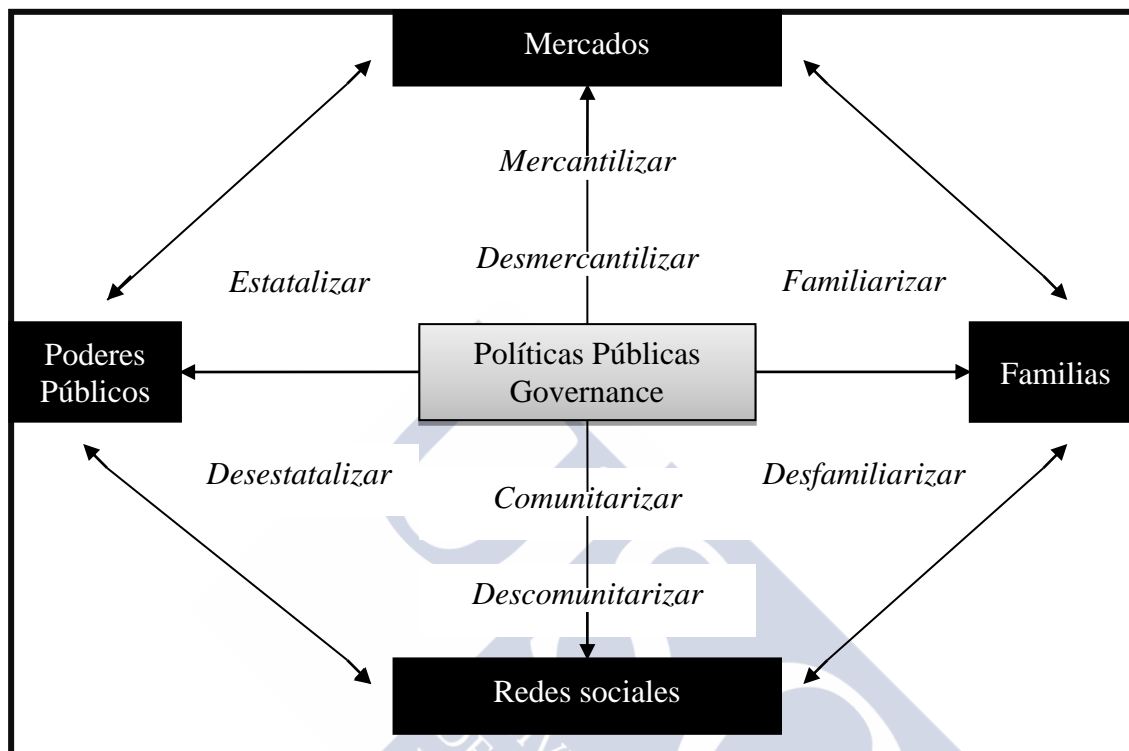 Mercados
Mercantilizar
Desmercantilizar
Estatalizar
Familiarizar
Poderes
Públicos
Políticas Públicas
Governance
Familias
Desestatalizar
Comunitarizar
Desfamiliarizar
Descomunitarizar
Redes sociales